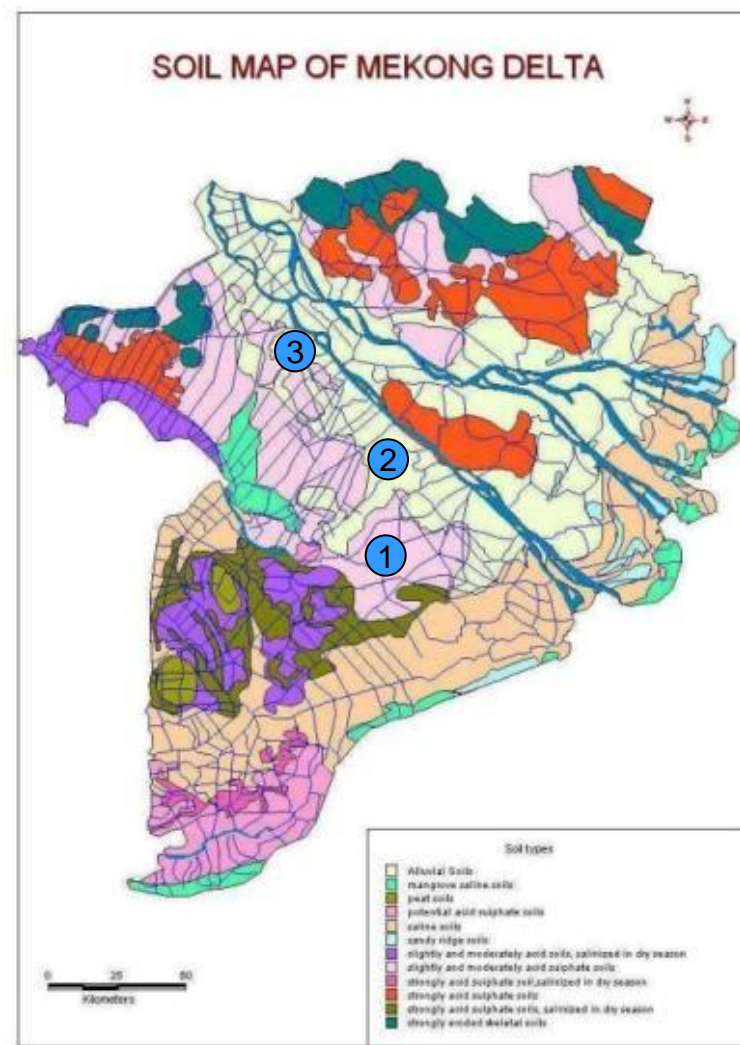 SOIL MAP OF MEKONG DELTA
N
W E
S
3
2
1
Soil types
Alluvial Soils
mangrove saline soils
peat soils
potential acid sulphate soils
saline soils
sandy ridge soils
slightly and moderately acid soils, salinized in dry season
slightly and moderately acid sulphate soils
strongly acid sulphate soil,salinized in dry season
strongly acid sulphate soils
strongly acid sulphate soils, salinized in dry season
strongly eroded skeletal soils
0 25 50
Kilometers